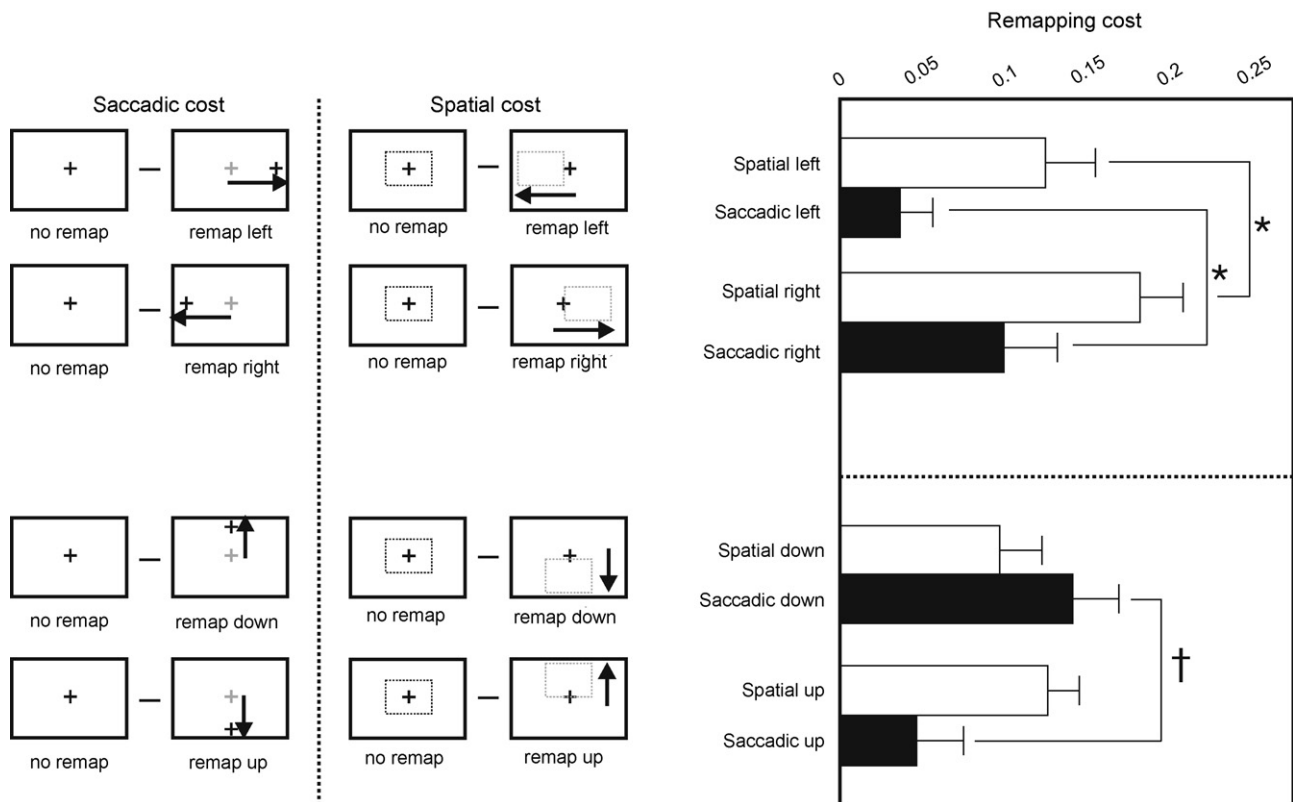 Saccadic cost
Spatial cost
no remap
remap left
no remap
remap left
no remap
remap right
no remap
remap right
no remap
remap down
no remap
remap down
no remap
remap up
no remap
remap up
Remapping cost
0
0.05
0.1
0.15
0.2
0.25
Spatial left
Saccadic left
Spatial right
Saccadic right
*
*
Spatial down
Saccadic down
Spatial up
Saccadic up
†